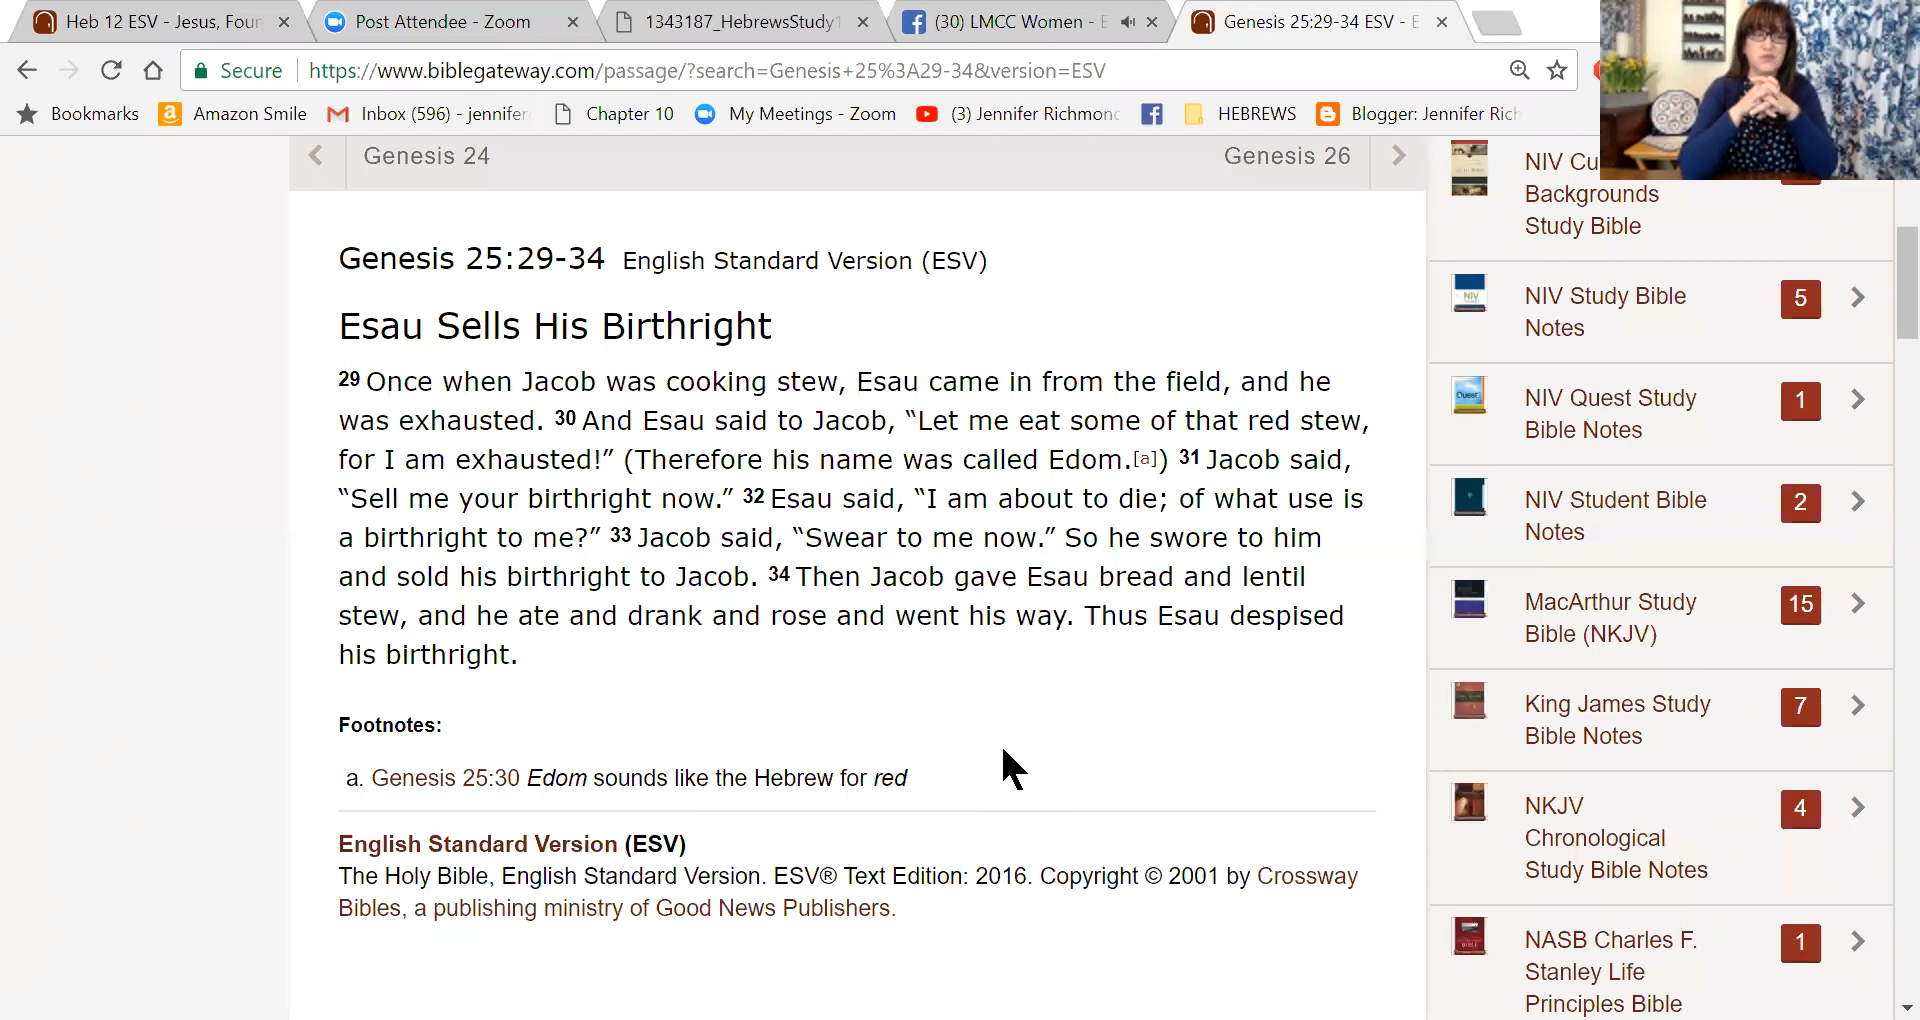 Heb 12 ESV - Jesus, Foun
Post Attendee - Zoom
1343187_HebrewsStudy1
(30) LMCC Women - E
Genesis 25:29-34 ESV - E
Secure
https://www.biblegateway.com/passage/?search=Genesis+25%3A29-34&version=ESV
Bookmarks
Amazon Smile
Inbox (596) - jennifer
Chapter 10
My Meetings - Zoom
(3) Jennifer Richmond
HEBREWS
Blogger: Jennifer Rich
Genesis 24
Genesis 26
Genesis 25:29-34 English Standard Version (ESV)
Esau Sells His Birthright
29 Once when Jacob was cooking stew, Esau came in from the field, and he
was exhausted. 30 And Esau said to Jacob, “Let me eat some of that red stew,
for I am exhausted!” (Therefore his name was called Edom.[a]) 31 Jacob said,
“Sell me your birthright now.” 32 Esau said, “I am about to die; of what use is
a birthright to me?” 33 Jacob said, “Swear to me now.” So he swore to him
and sold his birthright to Jacob. 34 Then Jacob gave Esau bread and lentil
stew, and he ate and drank and rose and went his way. Thus Esau despised
his birthright.
Footnotes:
a. Genesis 25:30 Edom sounds like the Hebrew for red
English Standard Version (ESV)
The Holy Bible, English Standard Version. ESV® Text Edition: 2016. Copyright © 2001 by Crossway
Bibles, a publishing ministry of Good News Publishers.
NIV Cu
Backgrounds
Study Bible
NIV Study Bible
Notes
5
NIV Quest Study
Bible Notes
1
NIV Student Bible
Notes
2
MacArthur Study
Bible (NKJV)
15
King James Study
Bible Notes
7
NKJV
Chronological
Study Bible Notes
4
NASB Charles F.
Stanley Life
Principles Bible
1